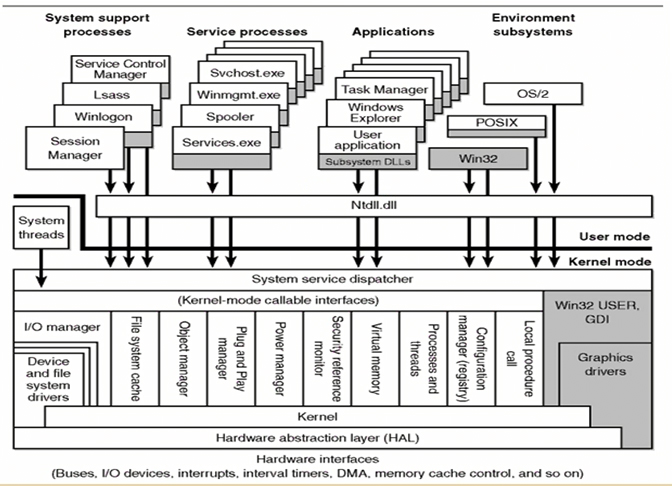 System support
processes
Service processes
Applications
Environment
subsystems
Service Control
Manager
Lsass
Winlogon
Session
Manager
Svchost.exe
Winmgmt.exe
Spooler
Services.exe
Task Manager
Windows
Explorer
User
application
Subsystem DLLs
OS/2
POSIX
Win32
Ntdll.dll
System
threads
User mode
Kernel mode
System service dispatcher
(Kernel-mode callable interfaces)
I/O manager
Device
and file
system
drivers
File system cache
Object manager
Plug and Play
manager
Power manager
Security reference
monitor
Virtual memory
Processes and
threads
Configuration
manager (registry)
Local procedure
call
Win32 USER,
GDI
Graphics
drivers
Kernel
Hardware abstraction layer (HAL)
Hardware interfaces
(Buses, I/O devices, interrupts, interval timers, DMA, memory cache control, and so on)